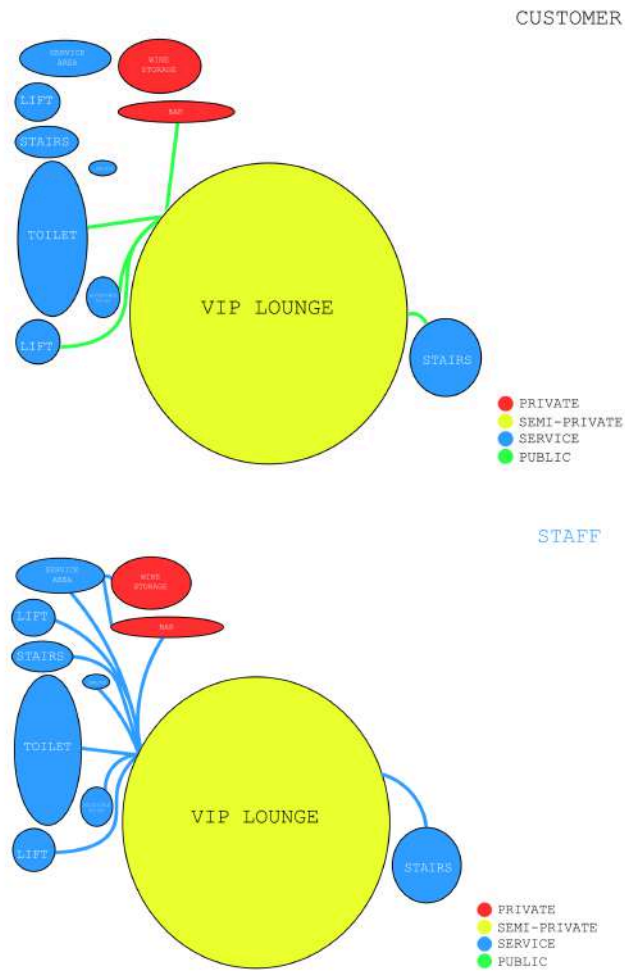 CUSTOMER
SERVICE
AREA
WINE
STORAGE
LIFT
BAR
STAIRS
TOILET
VIP LOUNGE
LIFT
STAIRS
PRIVATE
SEMI-PRIVATE
SERVICE
PUBLIC
STAFF
SERVICE
AREA
WINE
STORAGE
LIFT
BAR
STAIRS
TOILET
VIP LOUNGE
LIFT
STAIRS
PRIVATE
SEMI-PRIVATE
SERVICE
PUBLIC